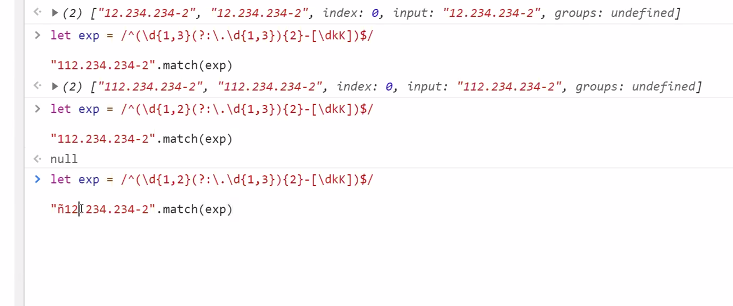 (2) ["12.234.234-2", "12.234.234-2", index: 0, input: "12.234.234-2", groups: undefined]
let exp = /^(\d{1,3}(?:\.\d{1,3}){2}-[\dkK])$/
"112.234.234-2".match(exp)
(2) ["112.234.234-2", "112.234.234-2", index: 0, input: "112.234.234-2", groups: undefined]
let exp = /^(\d{1,2}(?:\.\d{1,3}){2}-[\dkK])$/
"112.234.234-2".match(exp)
null
let exp = /^(\d{1,2}(?:\.\d{1,3}){2}-[\dkK])$/
"ñ12.234.234-2".match(exp)